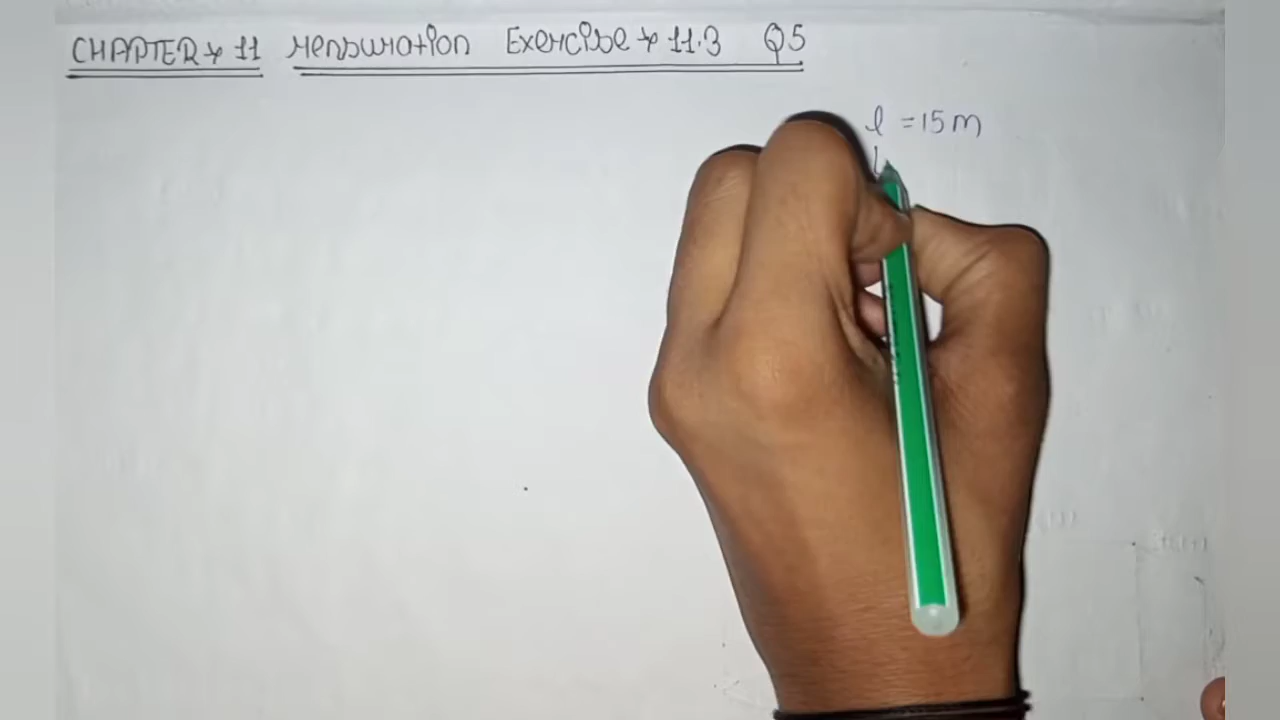 CHAPTER → 11 Mensuration Exercise → 11.3 Q5
l = 15 m